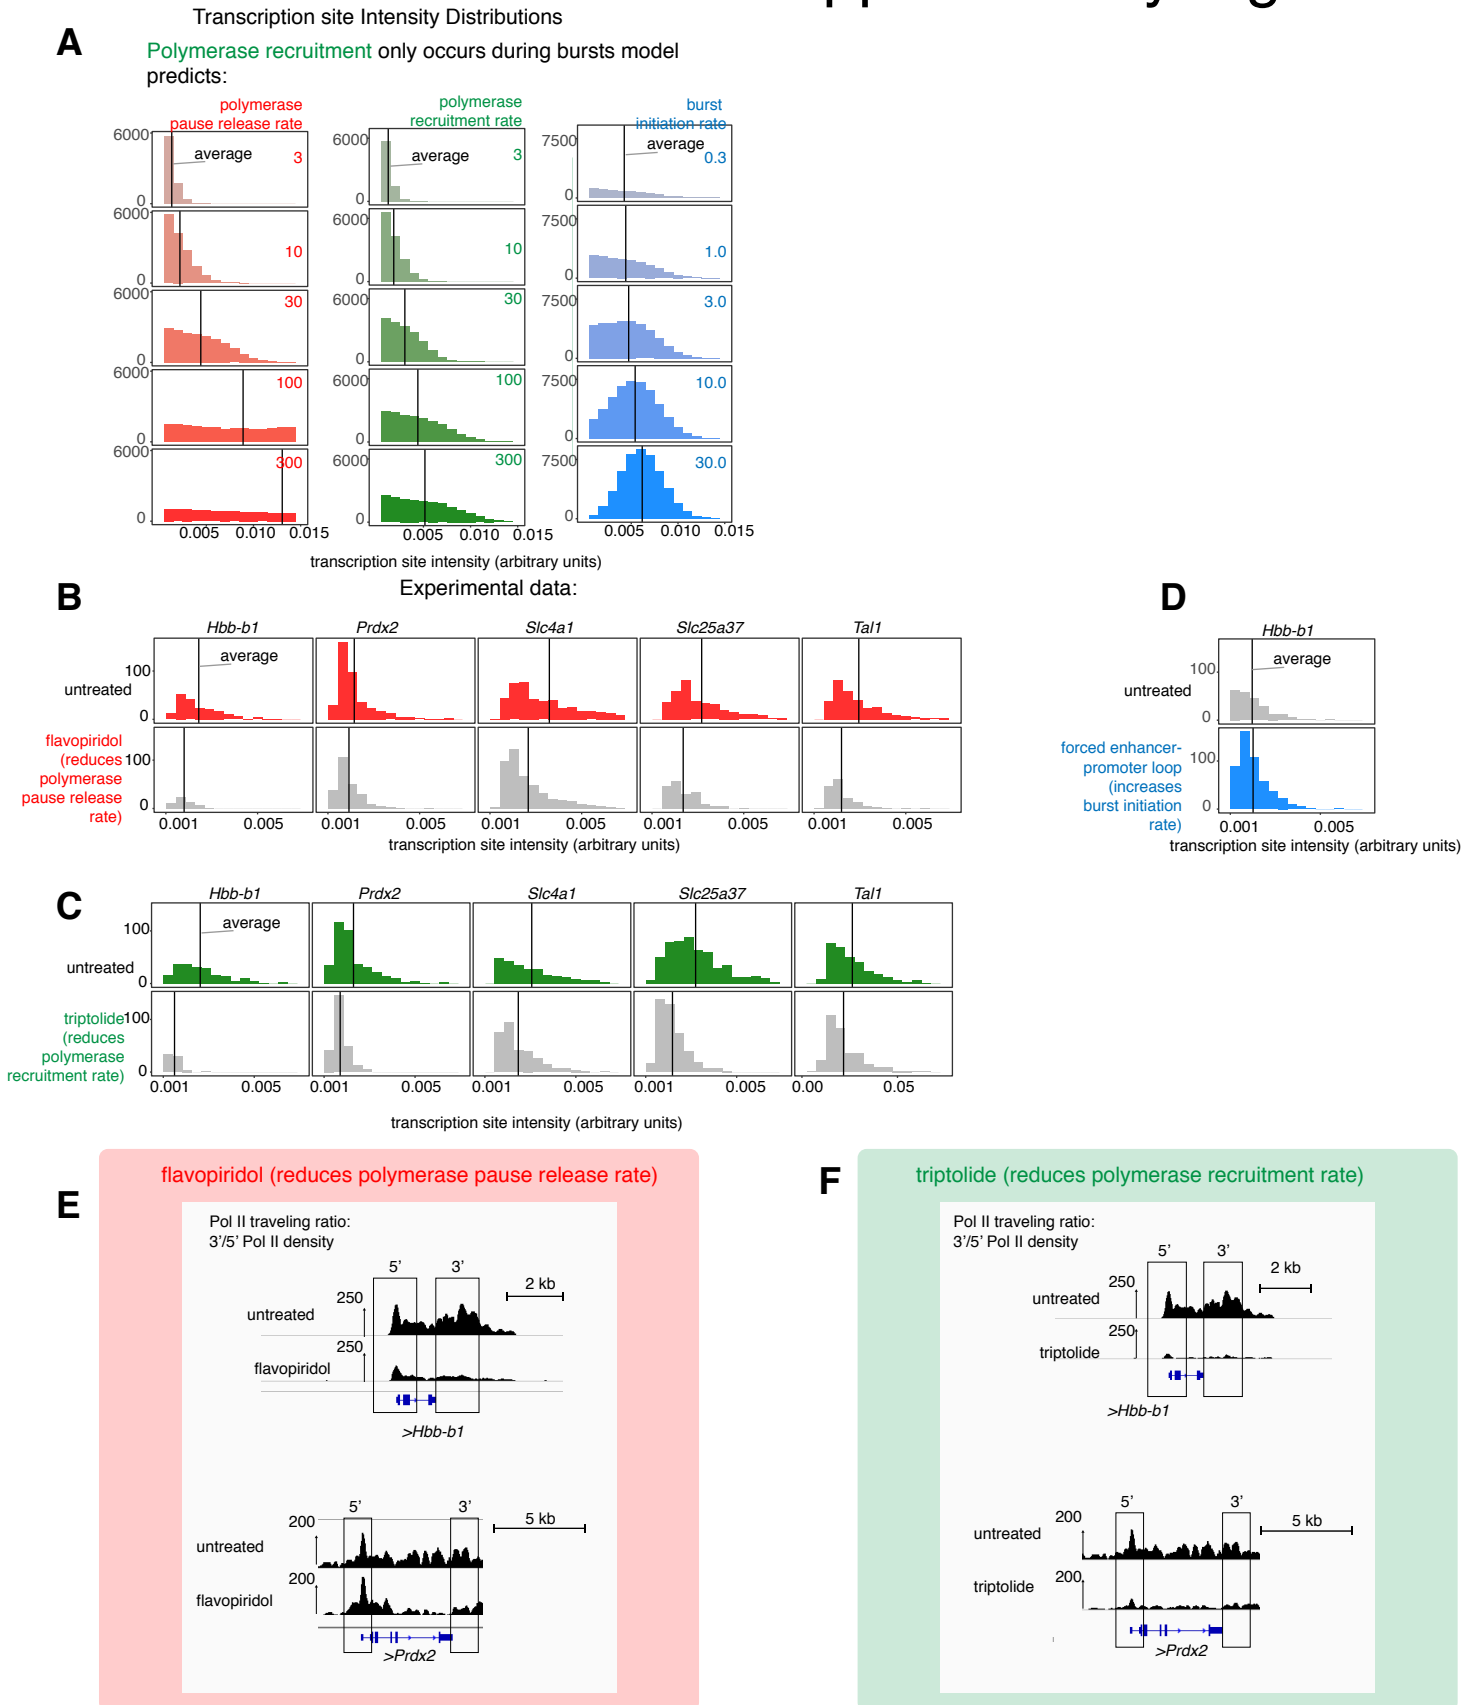 Transcription site Intensity Distributions
A
Polymerase recruitment only occurs during bursts model
predicts:
polymerase
pause release rate
polymerase
recruitment rate
burst
initiation rate
6000
0
average
3
6000
0
average
3
7500
0
average
0.3
6000
0
10
6000
0
10
7500
0
1.0
6000
0
30
6000
0
30
7500
0
3.0
6000
0
100
6000
0
100
7500
0
10.0
6000
0
300
6000
0
300
7500
0
30.0
0.005 0.010 0.015
0.005 0.010 0.015
0.005 0.010 0.015
transcription site intensity (arbitrary units)
Experimental data:
B
Hbb-b1 Prdx2 Slc4a1 Slc25a37 Tal1
average
untreated
100
0
flavopiridol
(reduces
polymerase
pause release
rate)
100
0
0.001 0.005 0.001 0.005 0.001 0.005 0.001 0.005 0.001 0.005
transcription site intensity (arbitrary units)
D
Hbb-b1
average
untreated
100
0
forced enhancer-
promoter loop
(increases
burst initiation
rate)
100
0
0.001 0.005
transcription site intensity (arbitrary units)
C
Hbb-b1 Prdx2 Slc4a1 Slc25a37 Tal1
average
untreated
100
0
triptolide
(reduces
polymerase
recruitment rate)
100
0
0.001 0.005 0.001 0.005 0.001 0.005 0.001 0.005 0.00 0.05
transcription site intensity (arbitrary units)
E
flavopiridol (reduces polymerase pause release rate)
Pol II traveling ratio:
3'/5' Pol II density
5' 3'
2 kb
untreated
250
flavopiridol
250
>Hbb-b1
5' 3'
5 kb
untreated
200
flavopiridol
200
>Prdx2
F
triptolide (reduces polymerase recruitment rate)
Pol II traveling ratio:
3'/5' Pol II density
5' 3'
2 kb
untreated
250
triptolide
250
>Hbb-b1
5' 3'
5 kb
untreated
200
triptolide
200
>Prdx2